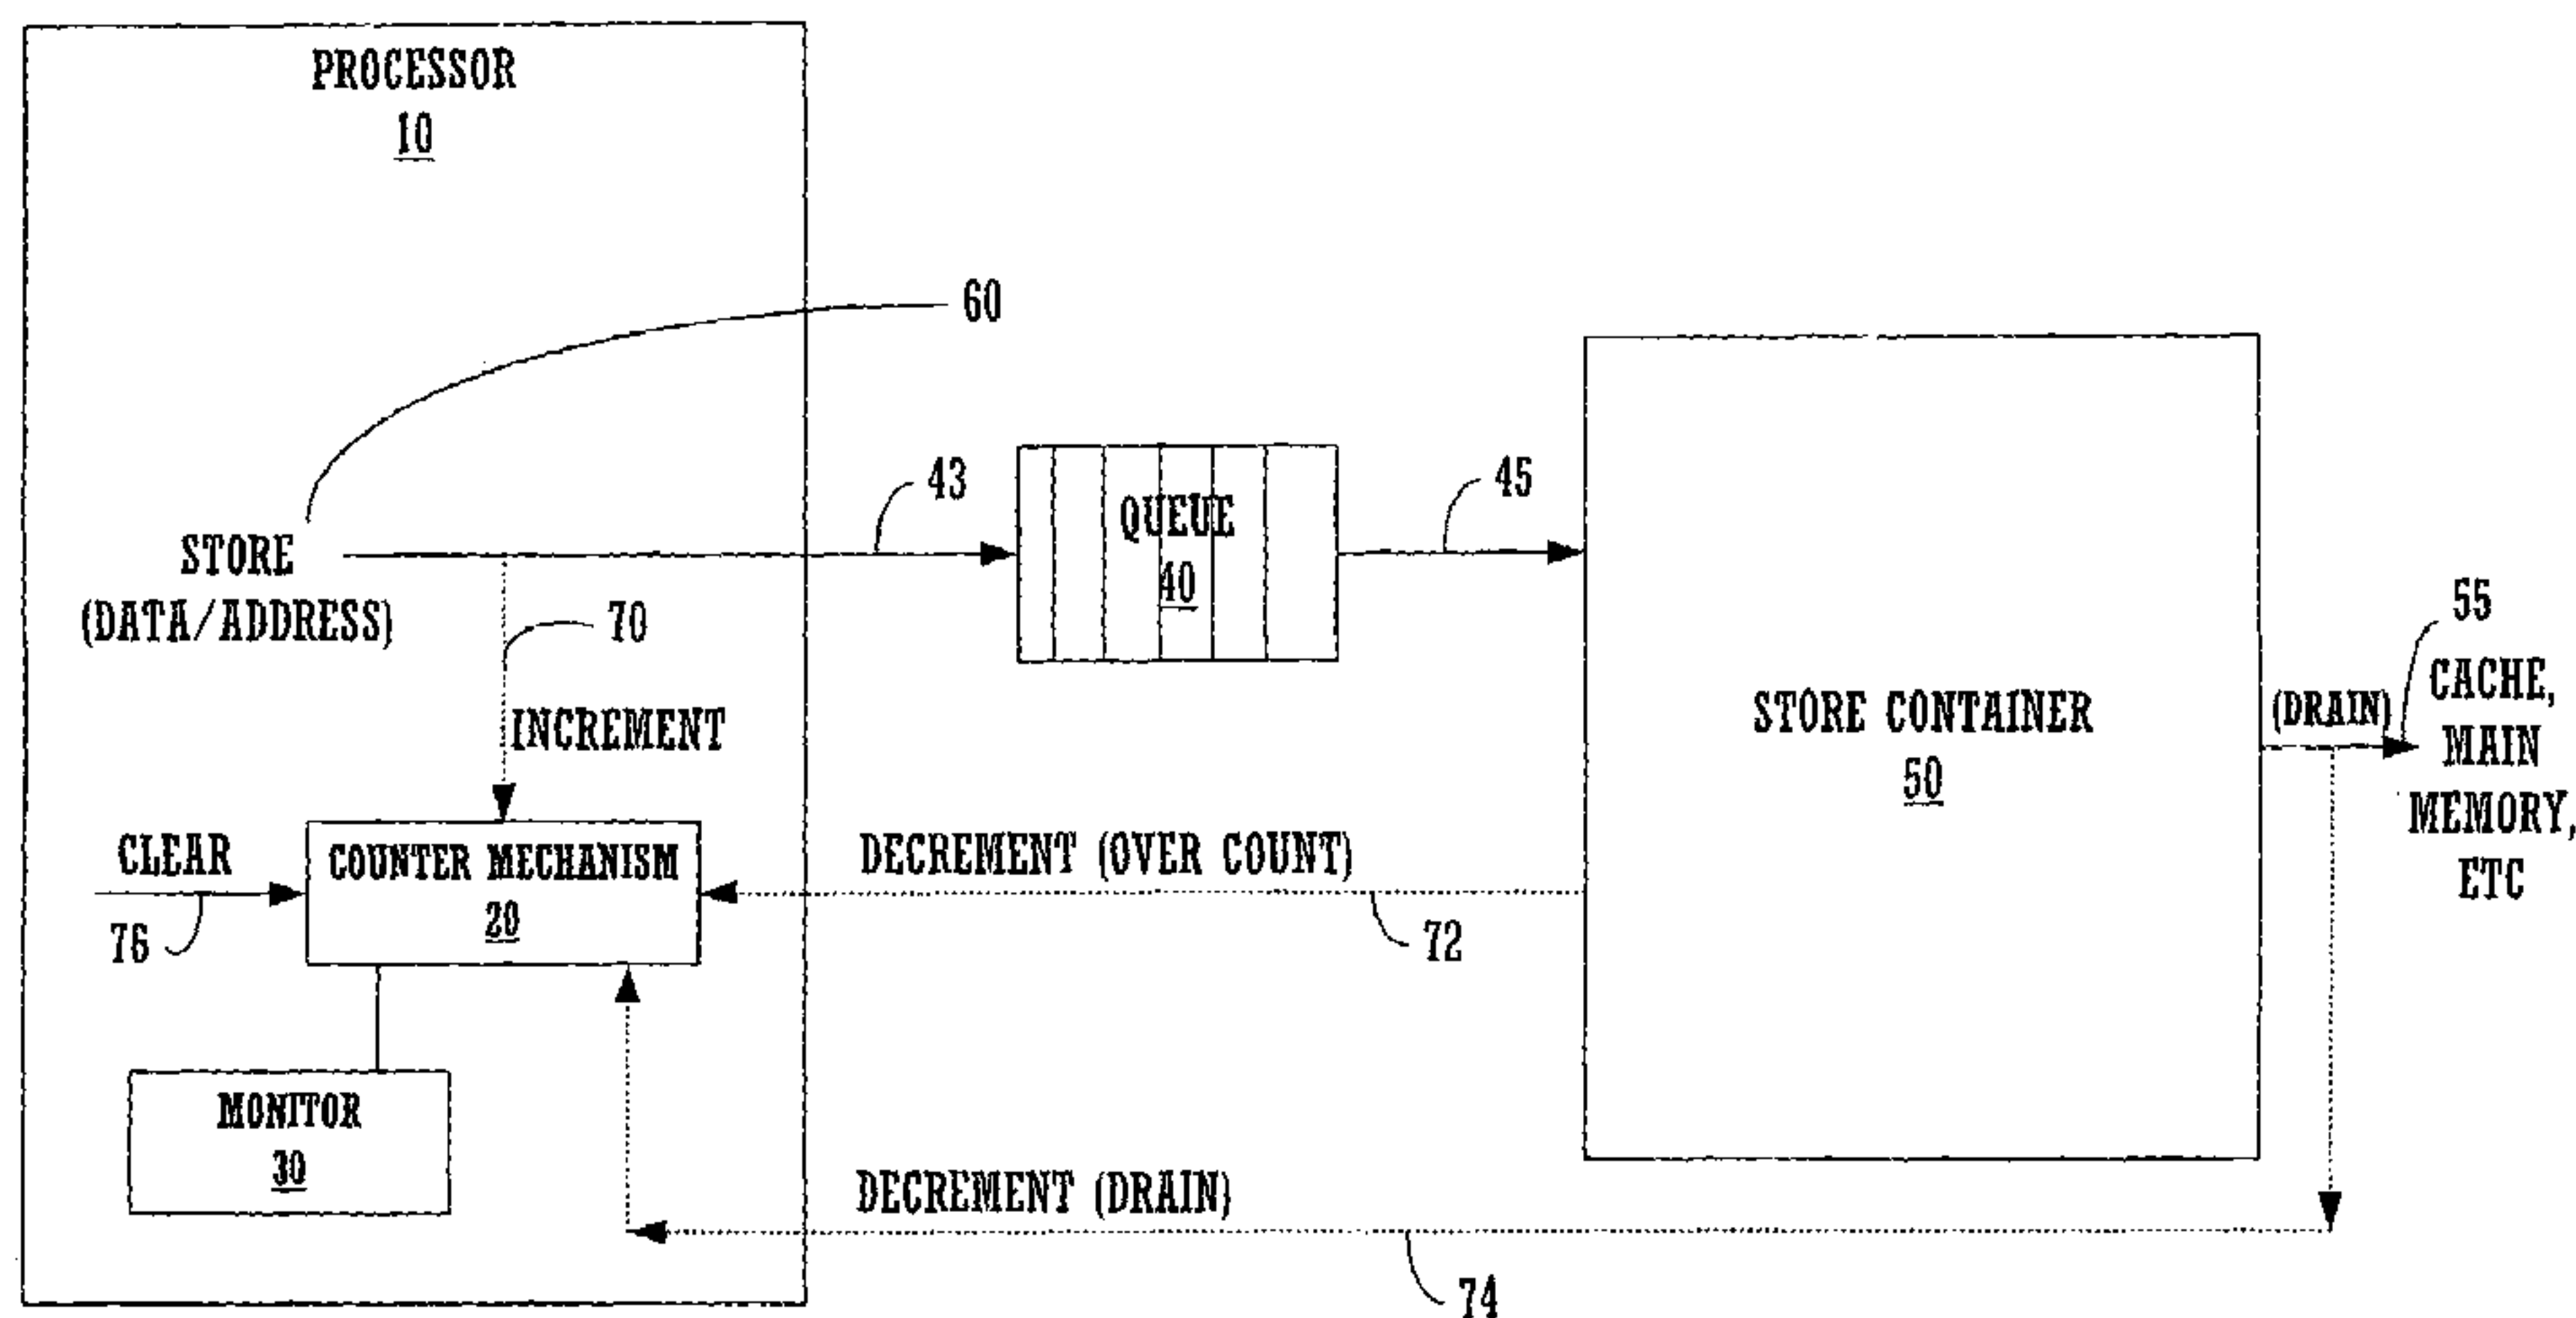 PROCESSOR
10
60
43
45
QUEUE
40
STORE
(DATA/ADDRESS)
70
INCREMENT
STORE CONTAINER
50
(DRAIN)
55
CACHE,
MAIN
MEMORY,
ETC
CLEAR
76
COUNTER MECHANISM
20
DECREMENT (OVER COUNT)
72
MONITOR
30
DECREMENT (DRAIN)
74